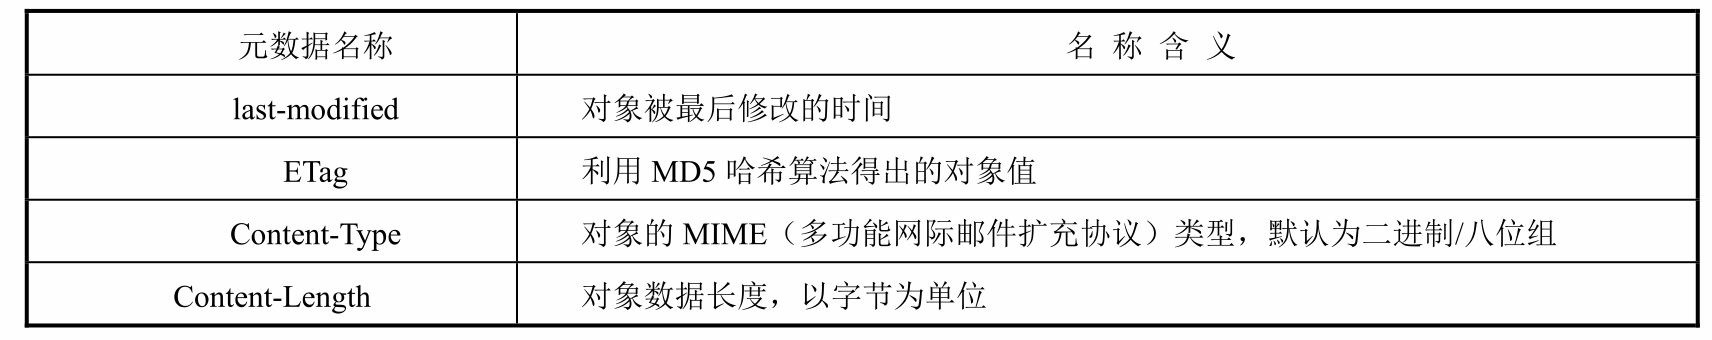 元数据名称 名 称 含 义
last-modified 对象被最后修改的时间
ETag 利用 MD5 哈希算法得出的对象值
Content-Type 对象的 MIME（多功能网际邮件扩充协议）类型，默认为二进制/八位组
Content-Length 对象数据长度，以字节为单位